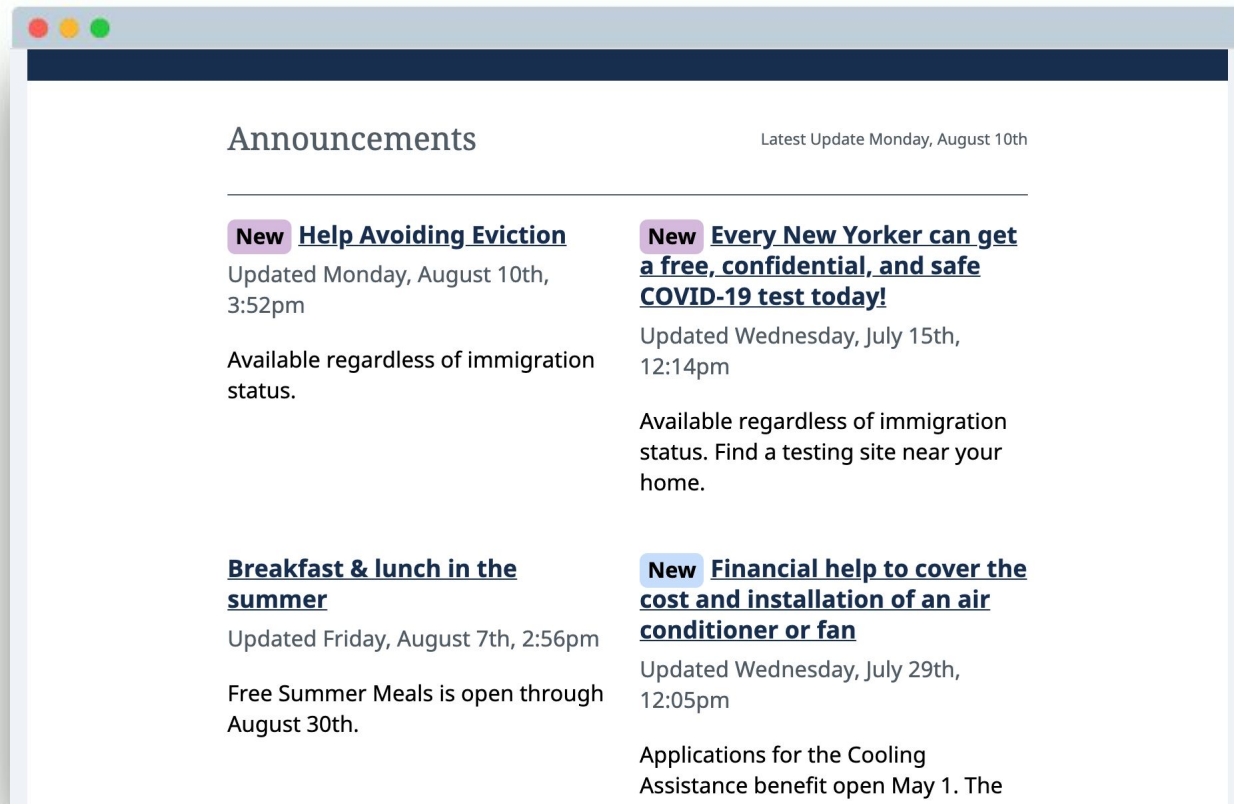 Announcements
Latest Update Monday, August 10th
New Help Avoiding Eviction
Updated Monday, August 10th,
3:52pm
Available regardless of immigration
status.
New Every New Yorker can get
a free, confidential, and safe
COVID-19 test today!
Updated Wednesday, July 15th,
12:14pm
Available regardless of immigration
status. Find a testing site near your
home.
Breakfast & lunch in the
summer
Updated Friday, August 7th, 2:56pm
Free Summer Meals is open through
August 30th.
New Financial help to cover the
cost and installation of an air
conditioner or fan
Updated Wednesday, July 29th,
12:05pm
Applications for the Cooling
Assistance benefit open May 1. The